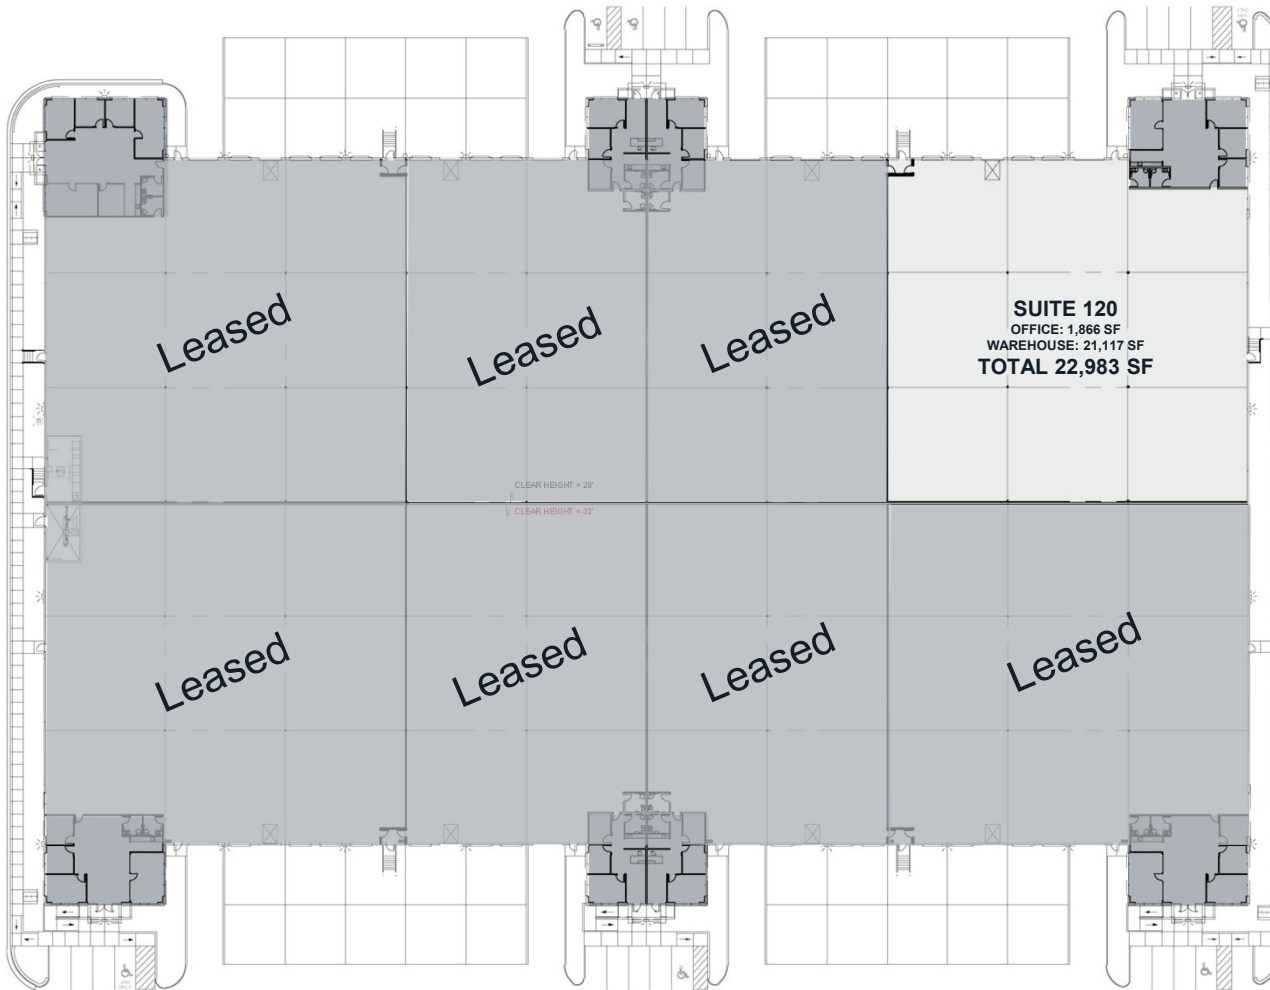 Leased
Leased
Leased
SUITE 120
OFFICE: 1,866 SF
WAREHOUSE: 21,117 SF
TOTAL 22,983 SF
CLEAR HEIGHT = 28'
CLEAR HEIGHT = 32'
Leased
Leased
Leased
Leased